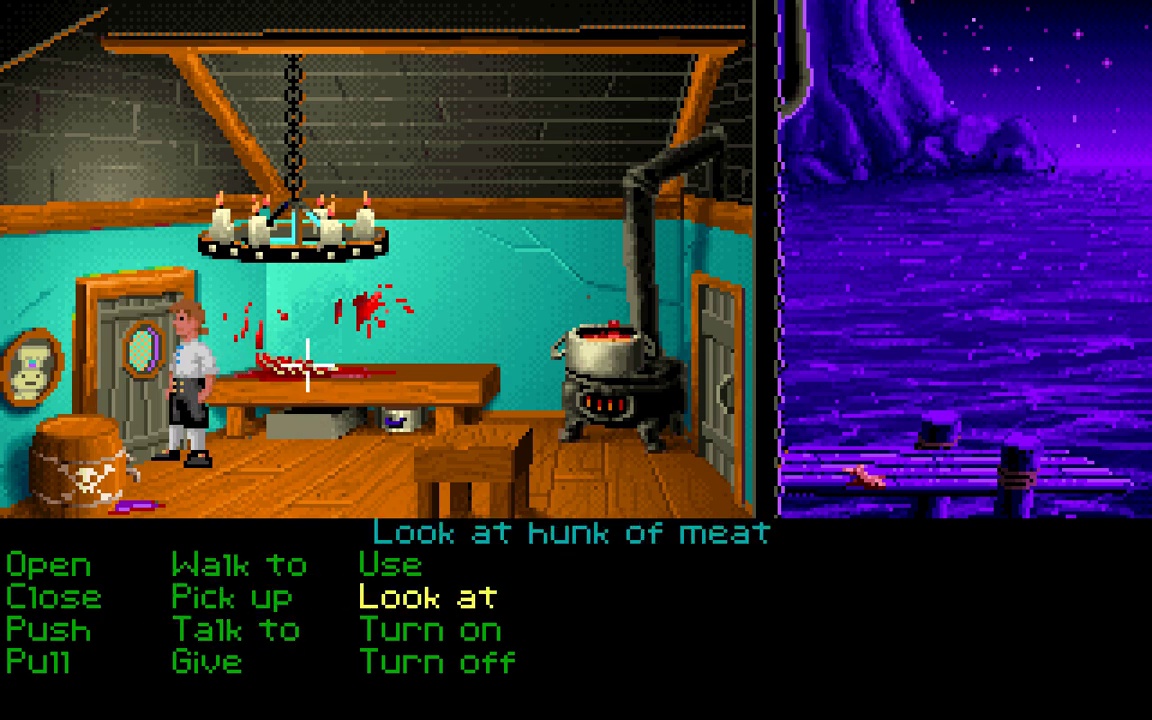 Look at hunk of meat
Open Walk to Use
Close Pick up Look at
Push Talk to Turn on
Pull Give Turn off